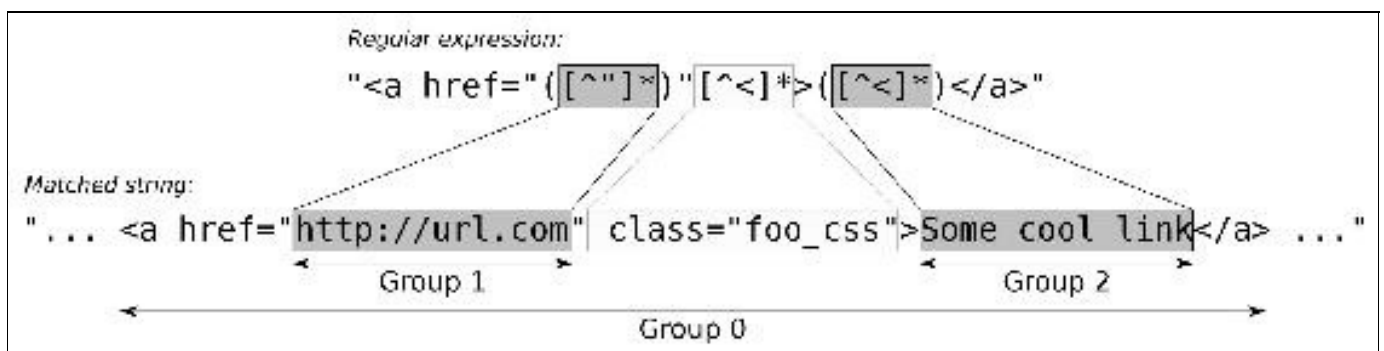 Regular expression:
"<a href="([^"]*)"[^<]*>([^<]*)</a>"
Matched string:
"... <a href="http://url.com" class="foo_css">Some cool link</a> ..."
Group 1 Group 2
Group 0